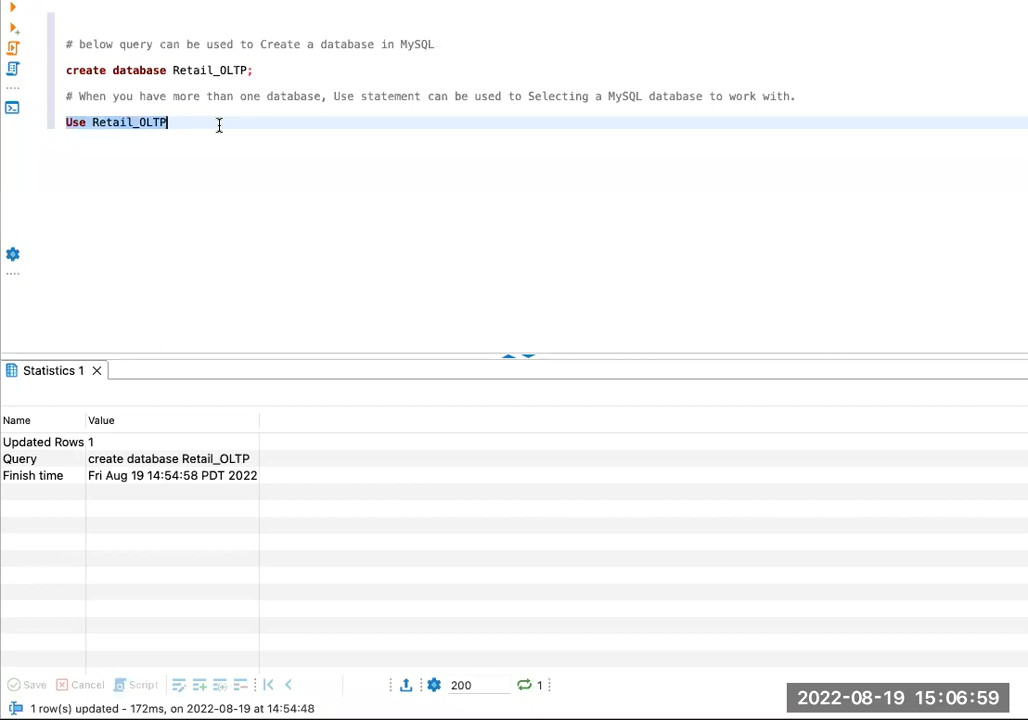 # below query can be used to Create a database in MySQL
create database Retail_OLTP;
# When you have more than one database, Use statement can be used to Selecting a MySQL database to work with.
Use Retail_OLTP
Statistics 1
Name Value
Updated Rows 1
Query create database Retail_OLTP
Finish time Fri Aug 19 14:54:58 PDT 2022
Save Cancel Script 200 1
1 row(s) updated - 172ms, on 2022-08-19 at 14:54:48
2022-08-19 15:06:59